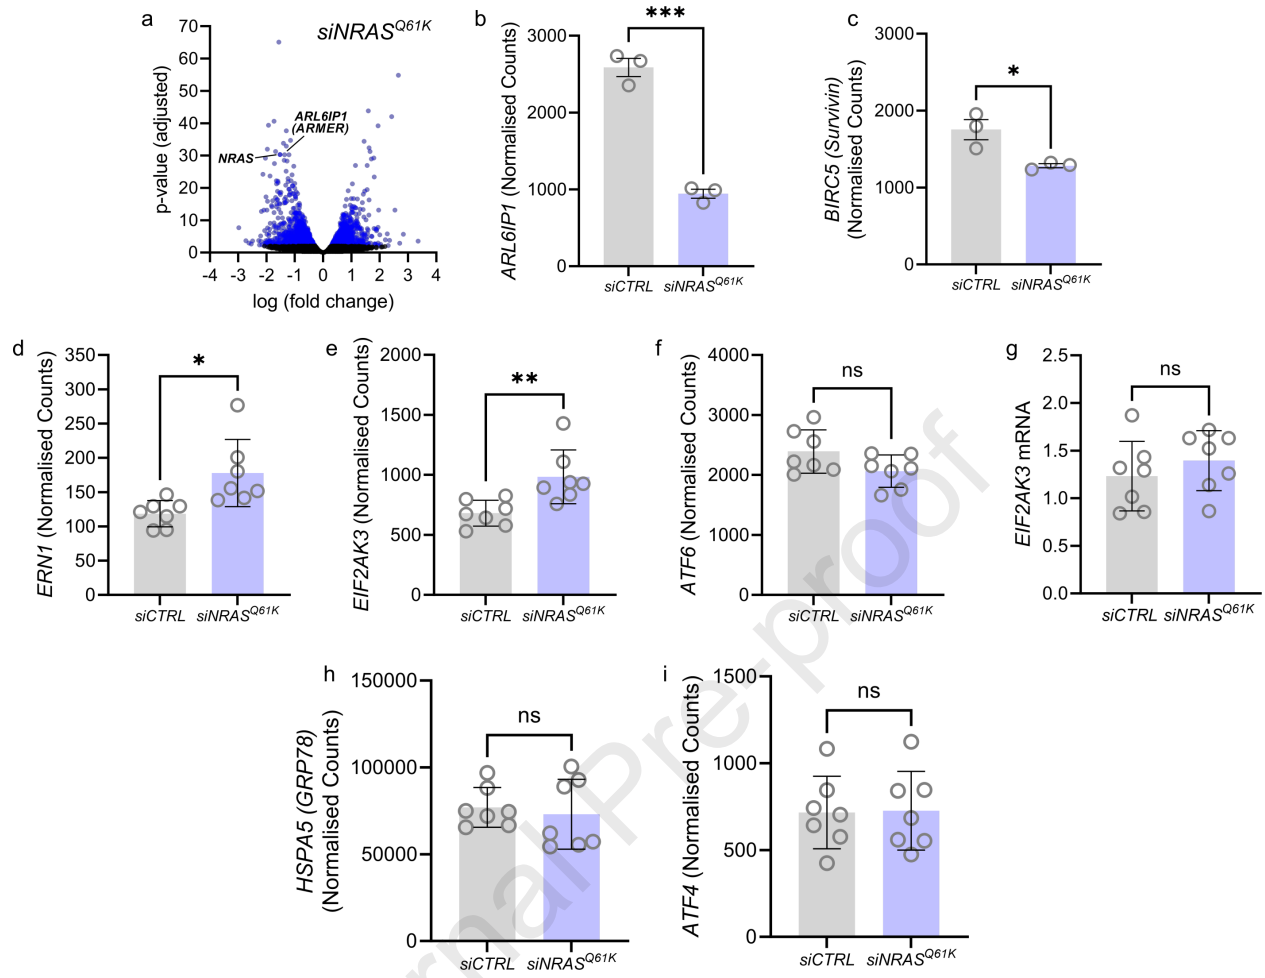 a
siNRAS^Q61K
p-value (adjusted)
70
60
50
40
30
20
10
0
ARL6IP1
(ARMER)
NRAS
-4 -3 -2 -1 0 1 2 3 4
log (fold change)
b
ARL6IP1 (Normalised Counts)
3000
2000
1000
0
***
siCTRL siNRAS^Q61K
c
BIRC5 (Survivin)
(Normalised Counts)
3000
2000
1000
0
*
siCTRL siNRAS^Q61K
d
ERN1 (Normalised Counts)
350
300
250
200
150
100
50
0
*
siCTRL siNRAS^Q61K
e
EIF2AK3 (Normalised Counts)
2000
1500
1000
500
0
**
siCTRL siNRAS^Q61K
f
ATF6 (Normalised Counts)
4000
3000
2000
1000
0
ns
siCTRL siNRAS^Q61K
g
EIF2AK3 mRNA
2.5
2.0
1.5
1.0
0.5
0.0
ns
siCTRL siNRAS^Q61K
h
HSPA5 (GRP78)
(Normalised Counts)
150000
100000
50000
0
ns
siCTRL siNRAS^Q61K
i
ATF4 (Normalised Counts)
1500
1000
500
0
ns
siCTRL siNRAS^Q61K
rnal Pre-proof